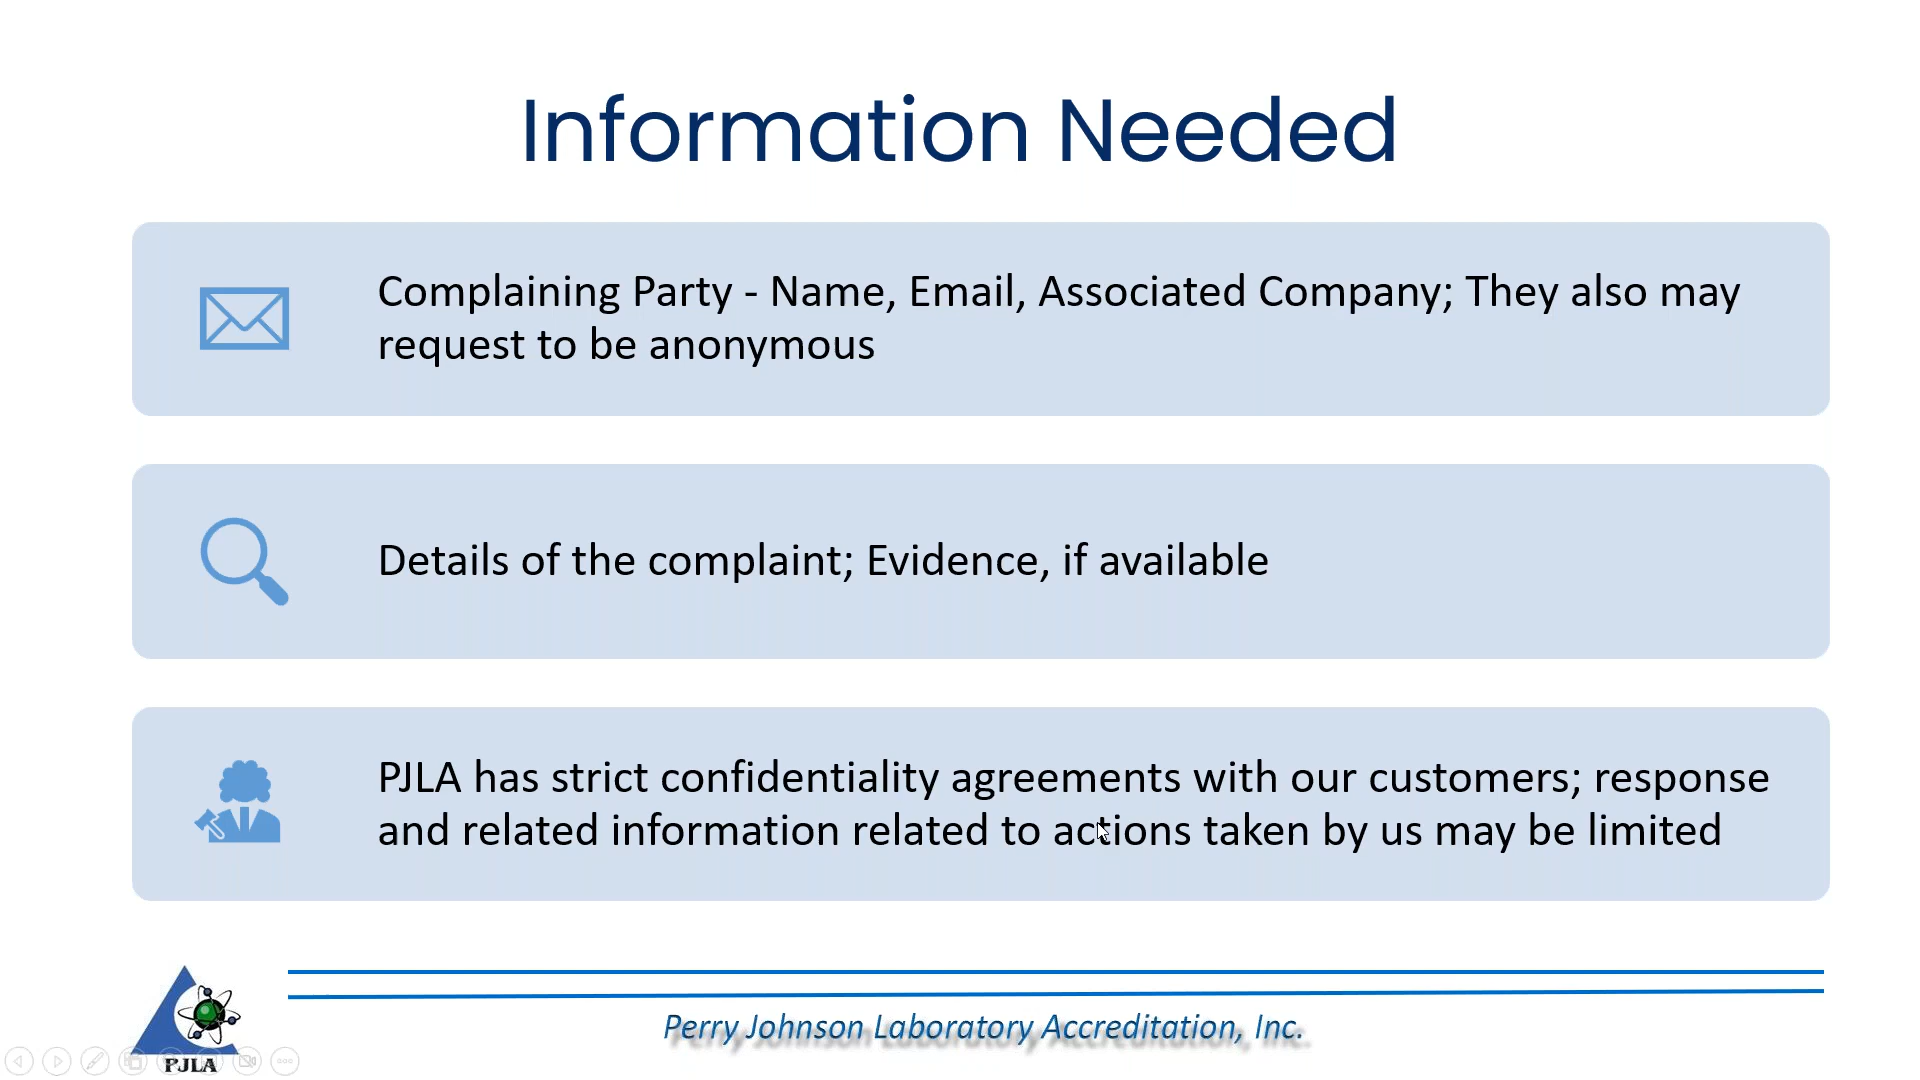 Information Needed
Complaining Party - Name, Email, Associated Company; They also may
request to be anonymous
Details of the complaint; Evidence, if available
PJLA has strict confidentiality agreements with our customers; response
and related information related to actions taken by us may be limited
Perry Johnson Laboratory Accreditation, Inc.
PJLA